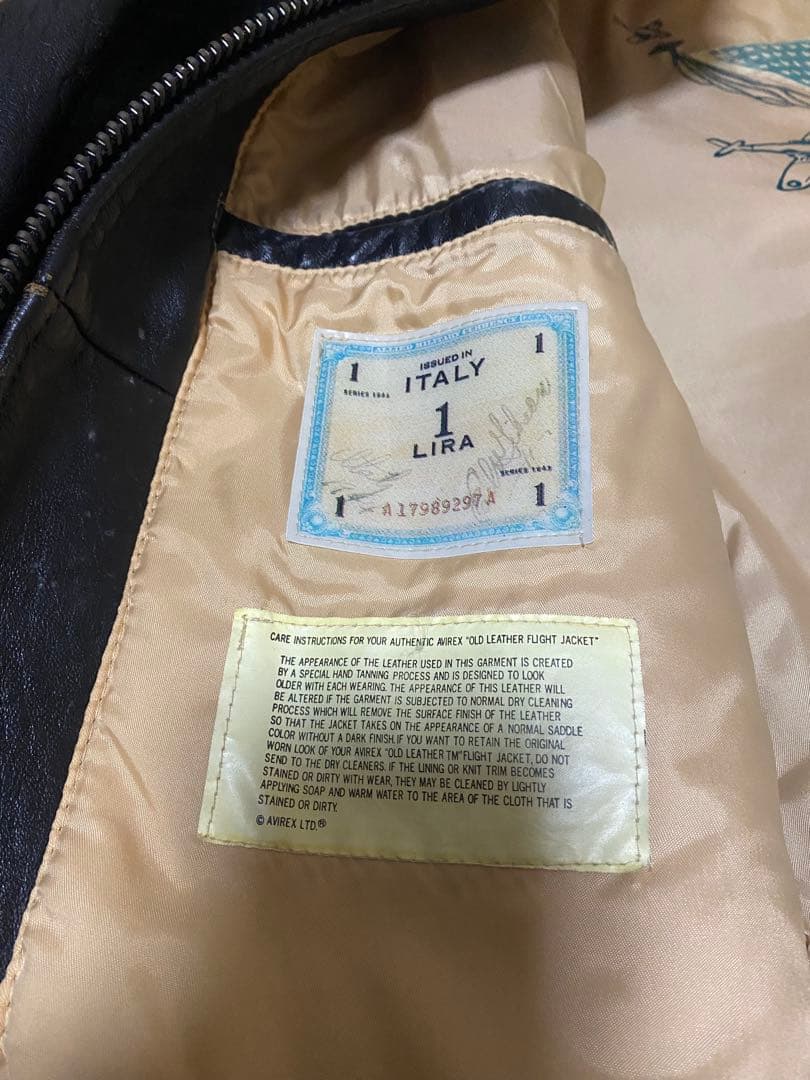 ALLIED MILITARY CURRENCY
1 ISSUED IN 1
ITALY
SERIES 1943
1
LIRA
SERIES 1943
1 A17989297A 1
CARE INSTRUCTIONS FOR YOUR AUTHENTIC AVIREX "OLD LEATHER FLIGHT JACKET"
THE APPEARANCE OF THE LEATHER USED IN THIS GARMENT IS CREATED
BY A SPECIAL HAND TANNING PROCESS AND IS DESIGNED TO LOOK
OLDER WITH EACH WEARING. THE APPEARANCE OF THIS LEATHER WILL
BE ALTERED IF THE GARMENT IS SUBJECTED TO NORMAL DRY CLEANING
PROCESS WHICH WILL REMOVE THE SURFACE FINISH OF THE LEATHER
SO THAT THE JACKET TAKES ON THE APPEARANCE OF A NORMAL SADDLE
COLOR WITHOUT A DARK FINISH. IF YOU WANT TO RETAIN THE ORIGINAL
WORN LOOK OF YOUR AVIREX "OLD LEATHER TM" FLIGHT JACKET, DO NOT
SEND TO THE DRY CLEANERS. IF THE LINING OR KNIT TRIM BECOMES
STAINED OR DIRTY WITH WEAR, THEY MAY BE CLEANED BY LIGHTLY
APPLYING SOAP AND WARM WATER TO THE AREA OF THE CLOTH THAT IS
STAINED OR DIRTY.
© AVIREX LTD.®